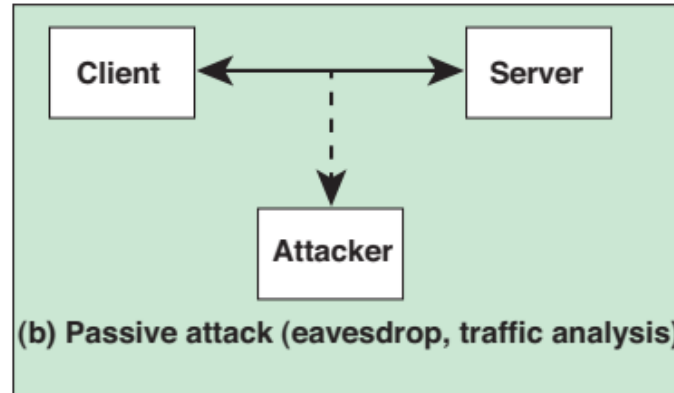 Client
Server
Attacker
(b) Passive attack (eavesdrop, traffic analysis)